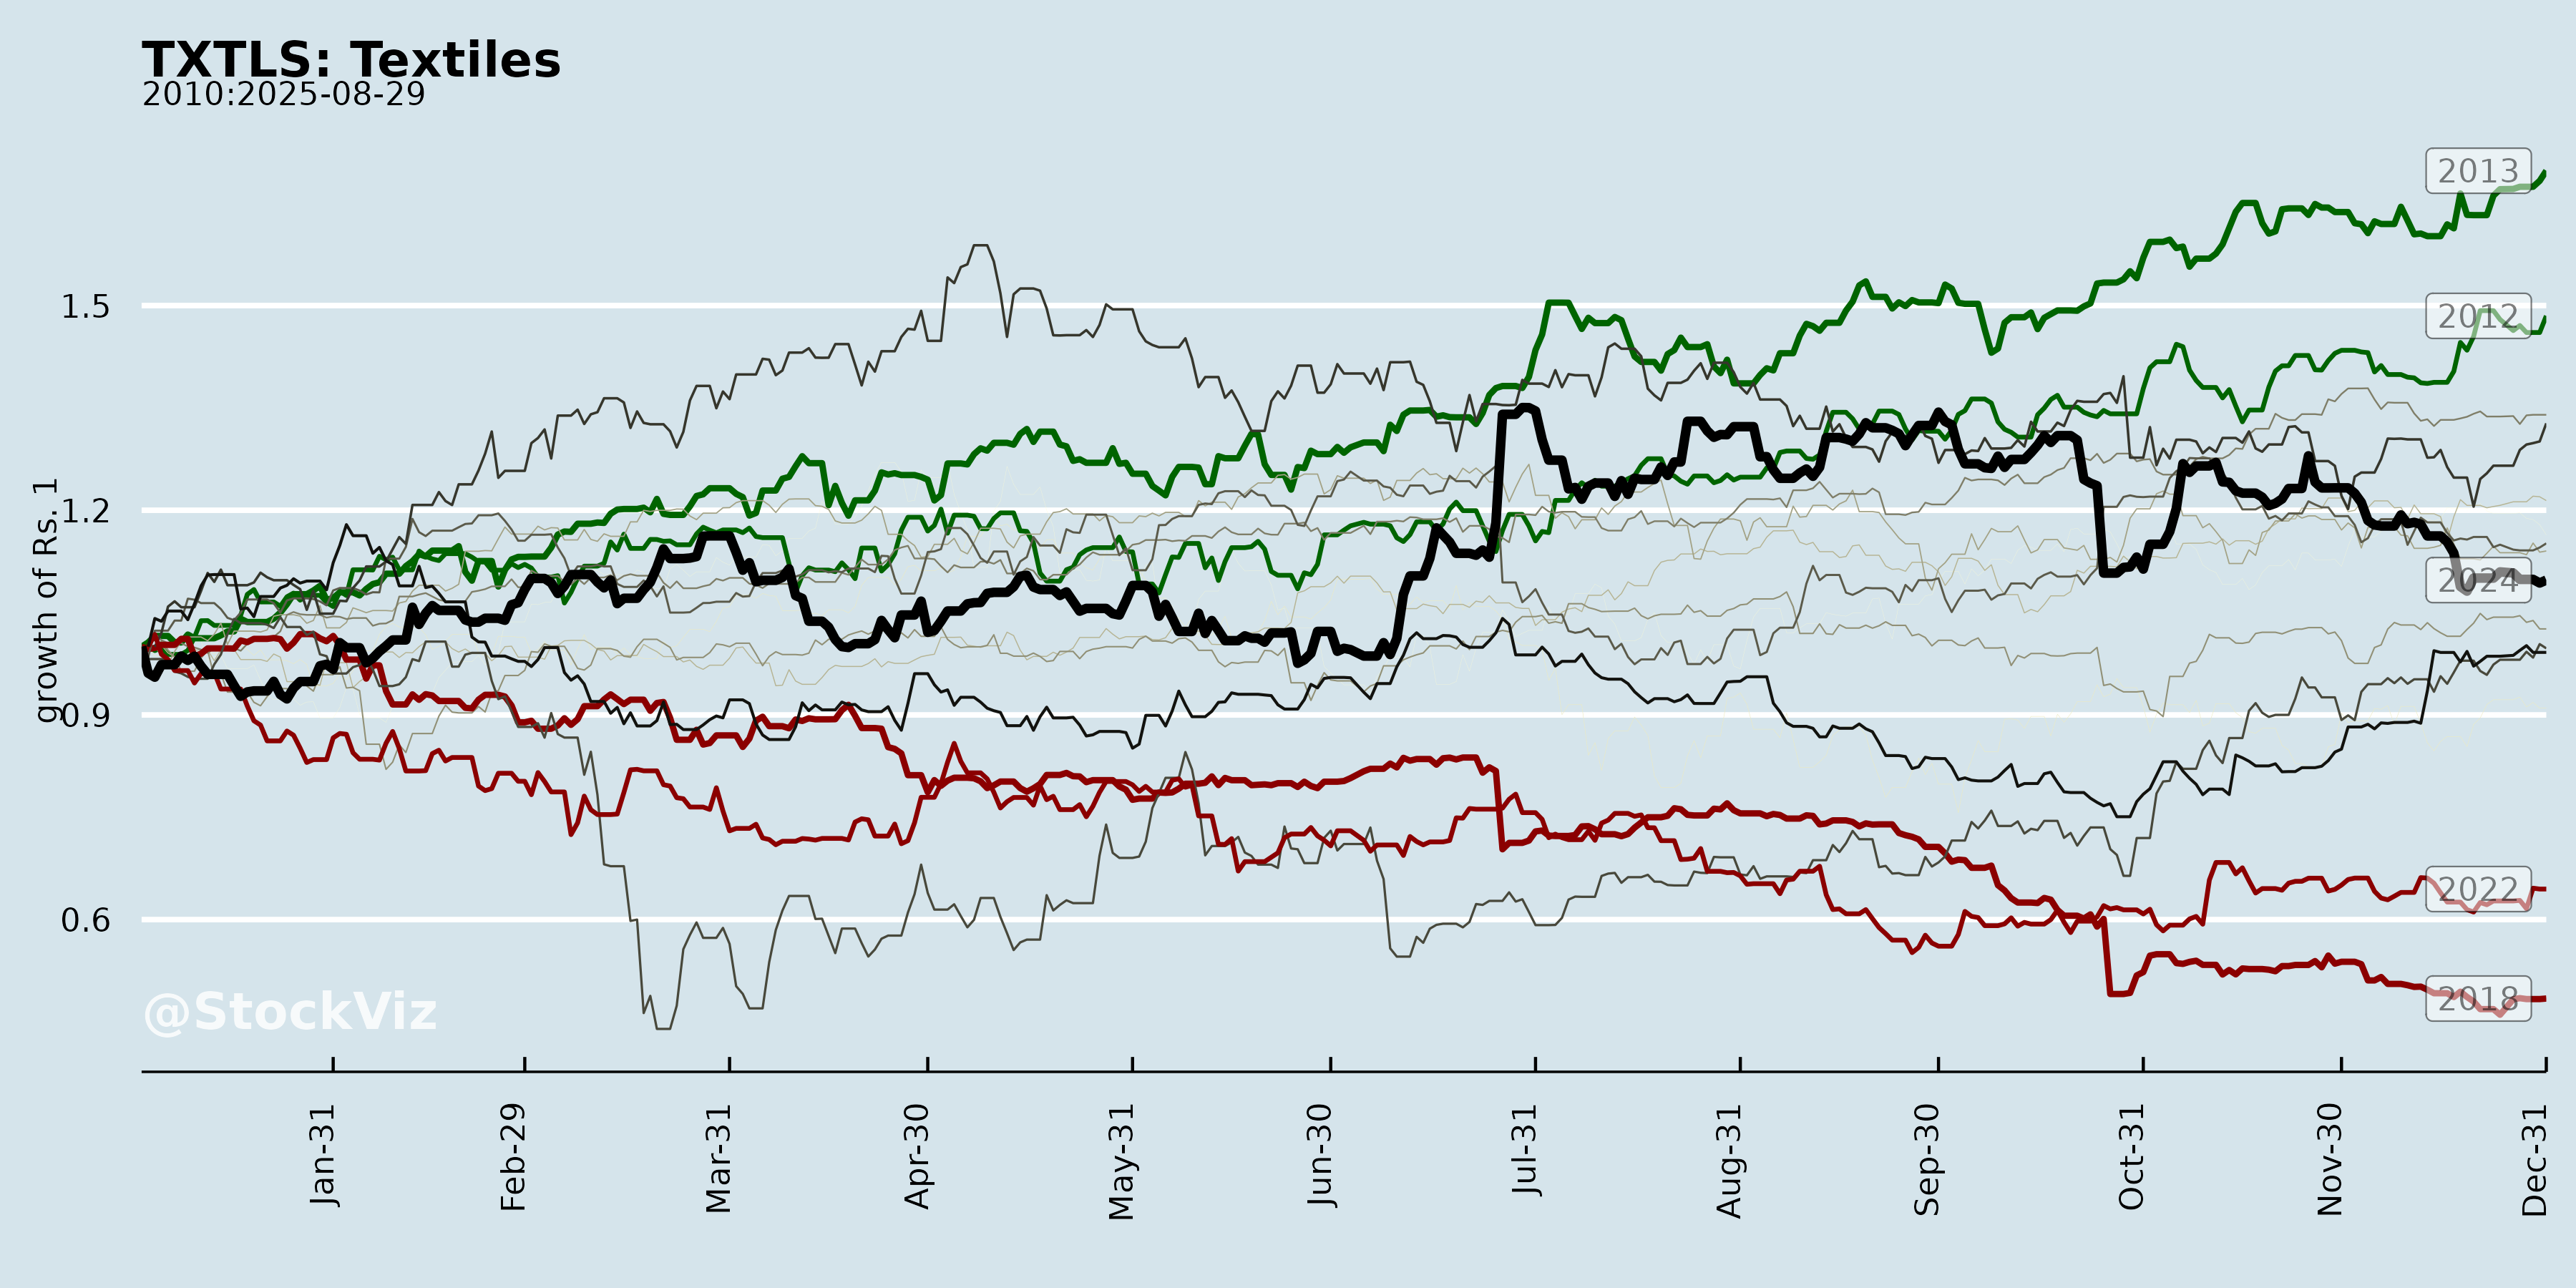 TXTLS: Textiles
2010:2025-08-29
growth of Rs. 1
1.5
1.2
0.9
0.6
2013
2012
2024
2022
2018
@StockViz
Jan-31
Feb-29
Mar-31
Apr-30
May-31
Jun-30
Jul-31
Aug-31
Sep-30
Oct-31
Nov-30
Dec-31